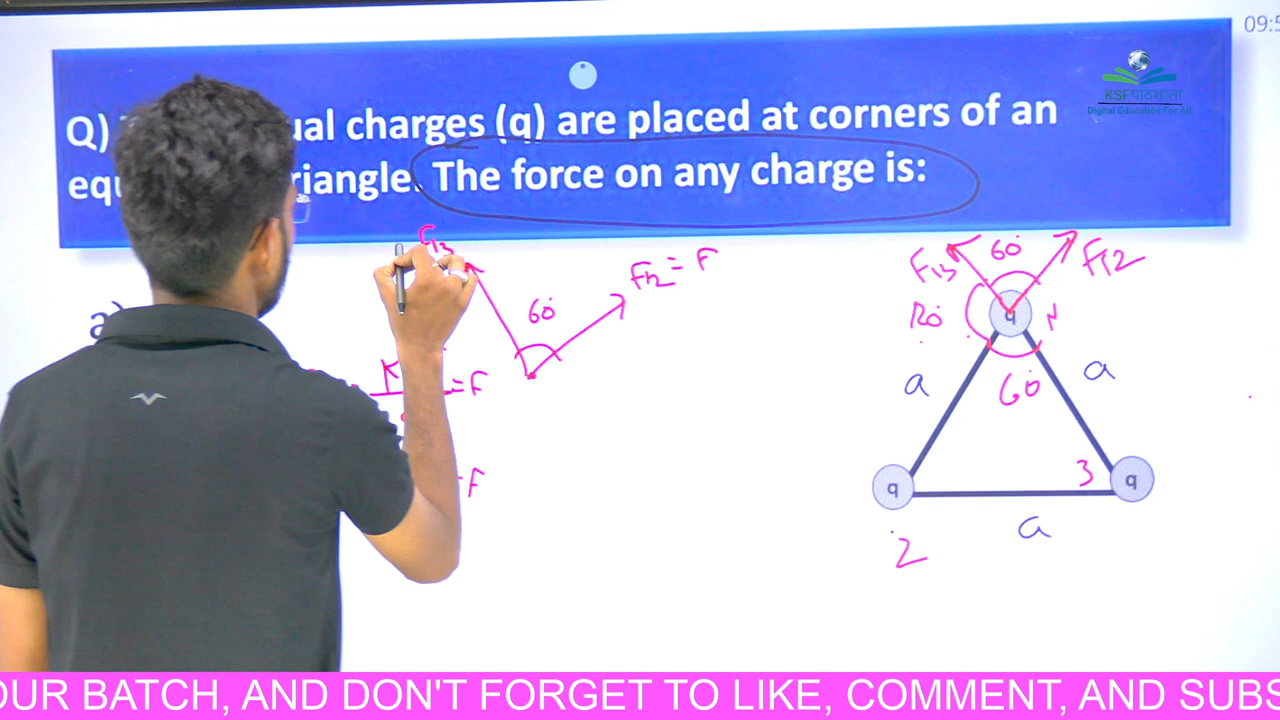 09:5
KSFपाठशाला
Digital Education For All
Q) ual charges (q) are placed at corners of an
equ riangle. The force on any charge is:
a)
F13
60
F12 = F
K
= F
= F
F13
60
F12
120
q
1
60
a
a
q
3
q
2
a
OUR BATCH, AND DON'T FORGET TO LIKE, COMMENT, AND SUBS